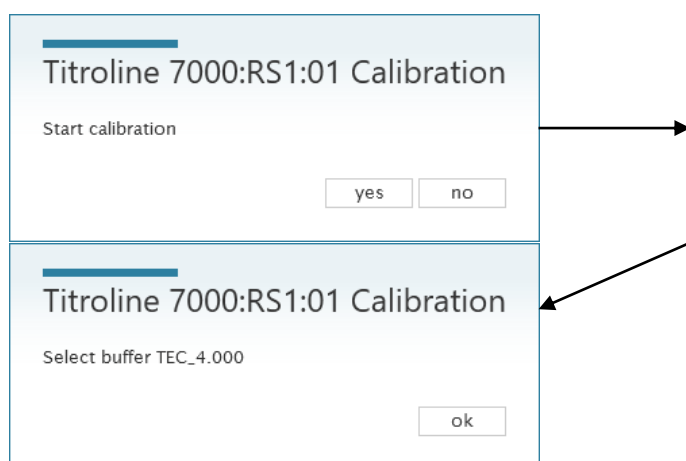 Titroline 7000:RS1:01 Calibration
Start calibration
yes no
Titroline 7000:RS1:01 Calibration
Select buffer TEC_4.000
ok